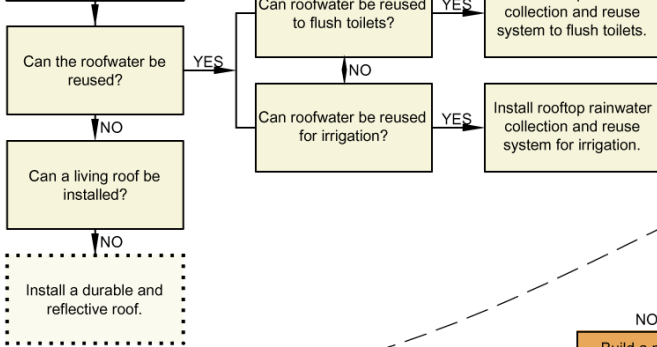 Can roofwater be reused
to flush toilets?
YES
collection and reuse
system to flush toilets.
Can the roofwater be
reused?
YES
NO
Can roofwater be reused
for irrigation?
YES
Install rooftop rainwater
collection and reuse
system for irrigation.
NO
Can a living roof be
installed?
NO
Install a durable and
reflective roof.
NO
Build a